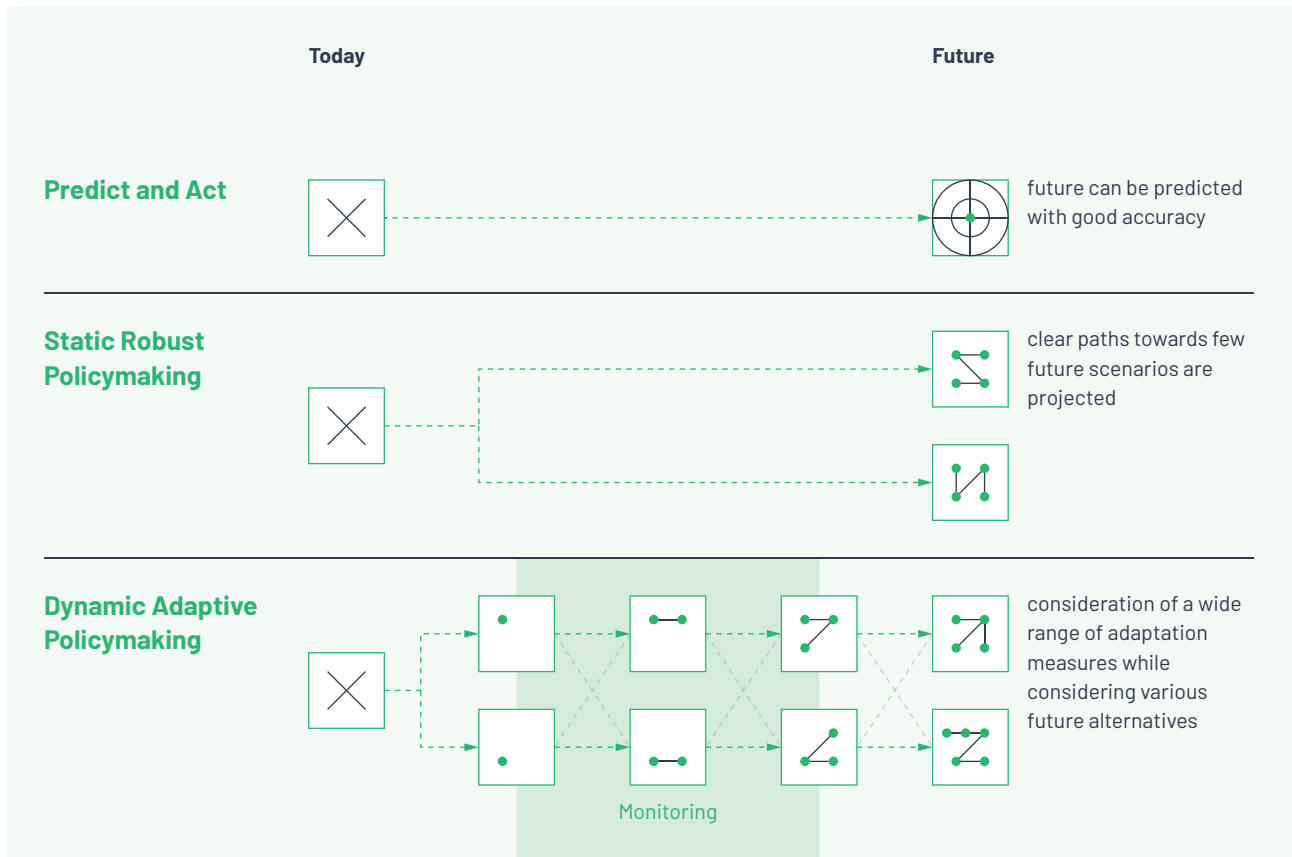 Today
Future
Predict and Act
future can be predicted
with good accuracy
Static Robust
Policymaking
clear paths towards few
future scenarios are
projected
Dynamic Adaptive
Policymaking
consideration of a wide
range of adaptation
measures while
considering various
future alternatives
Monitoring